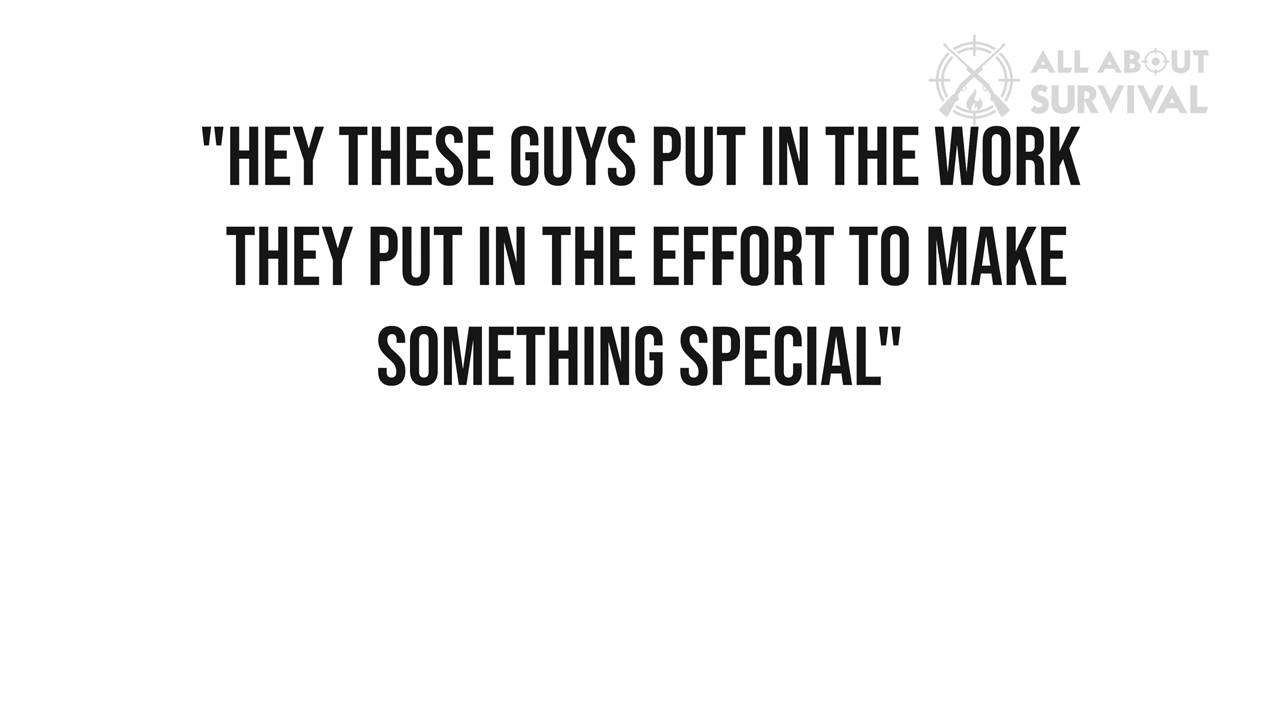 ALL ABOUT
SURVIVAL
"HEY THESE GUYS PUT IN THE WORK
THEY PUT IN THE EFFORT TO MAKE
SOMETHING SPECIAL"